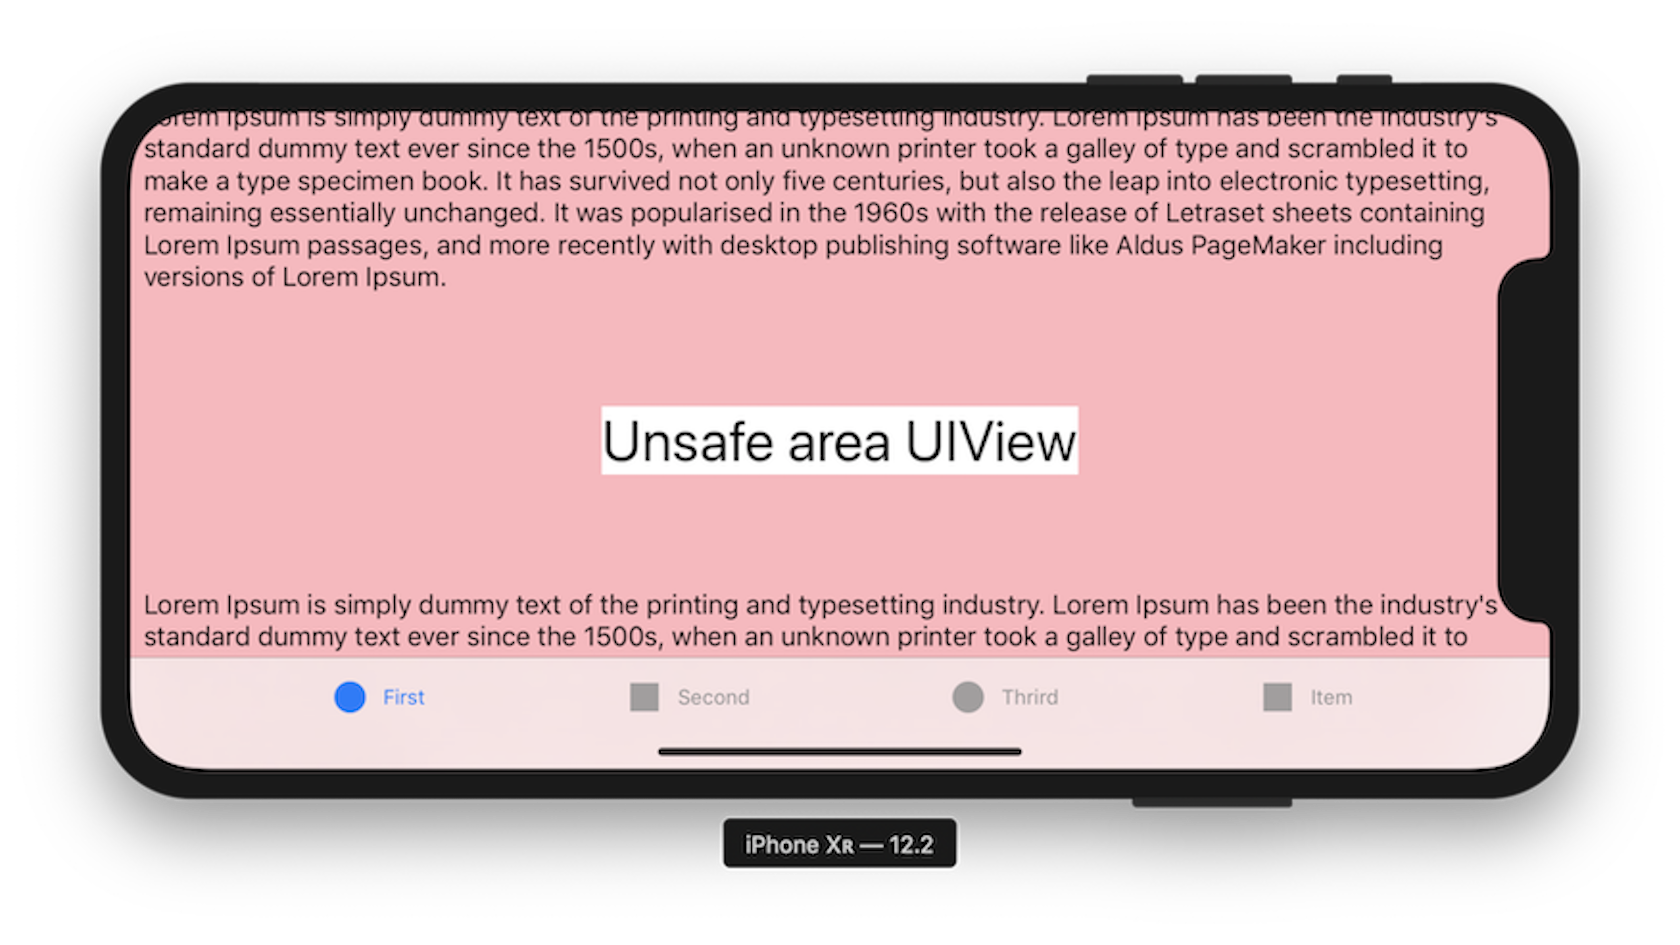 Lorem Ipsum is simply dummy text of the printing and typesetting industry. Lorem Ipsum has been the industry's
standard dummy text ever since the 1500s, when an unknown printer took a galley of type and scrambled it to
make a type specimen book. It has survived not only five centuries, but also the leap into electronic typesetting,
remaining essentially unchanged. It was popularised in the 1960s with the release of Letraset sheets containing
Lorem Ipsum passages, and more recently with desktop publishing software like Aldus PageMaker including
versions of Lorem Ipsum.
Unsafe area UIView
Lorem Ipsum is simply dummy text of the printing and typesetting industry. Lorem Ipsum has been the industry's
standard dummy text ever since the 1500s, when an unknown printer took a galley of type and scrambled it to
First Second Thrird Item
iPhone XR — 12.2